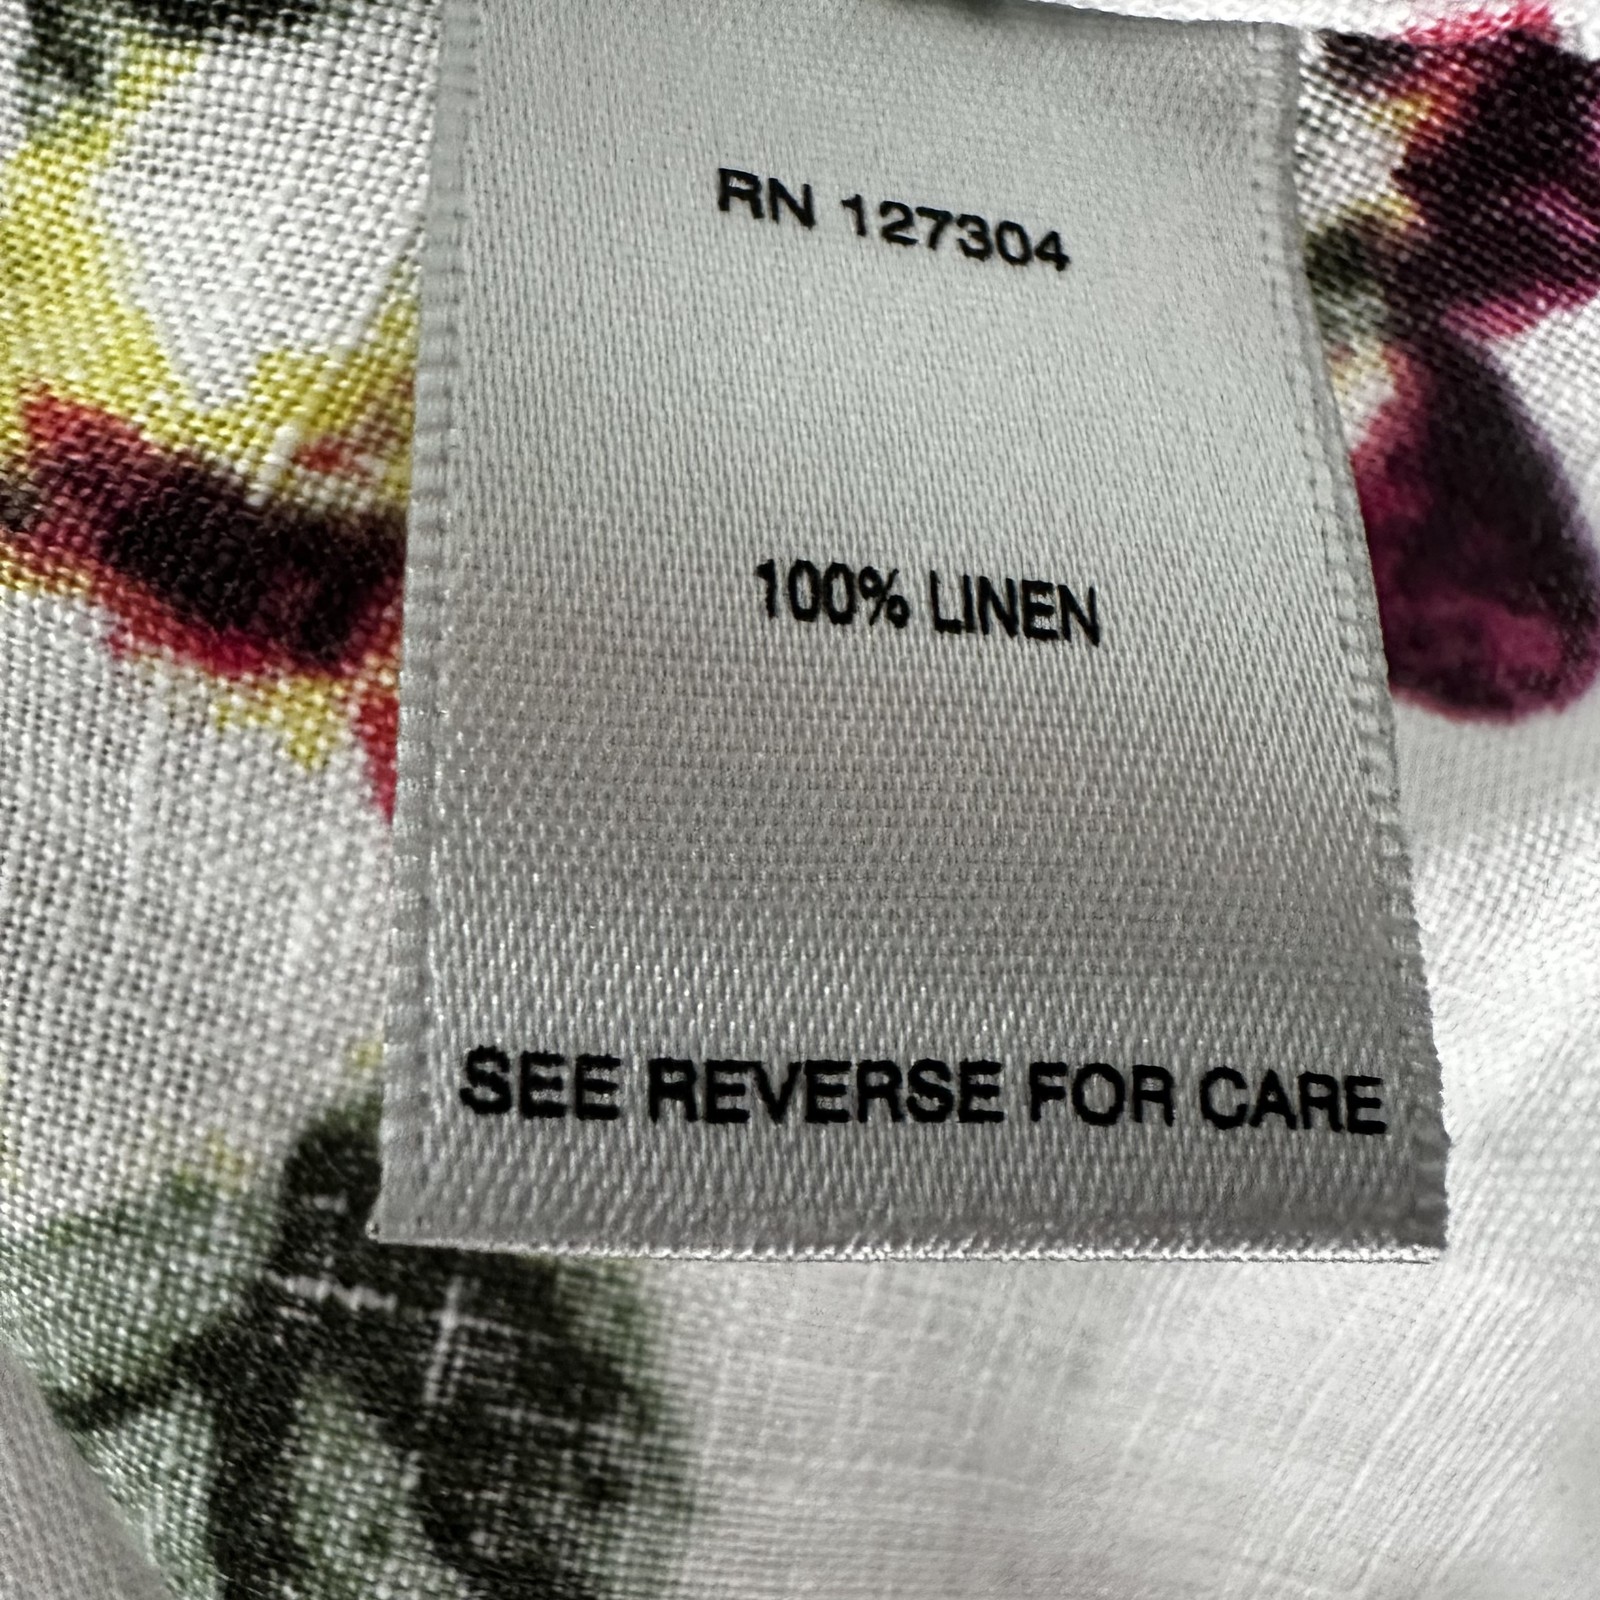 RN 127304
100% LINEN
SEE REVERSE FOR CARE